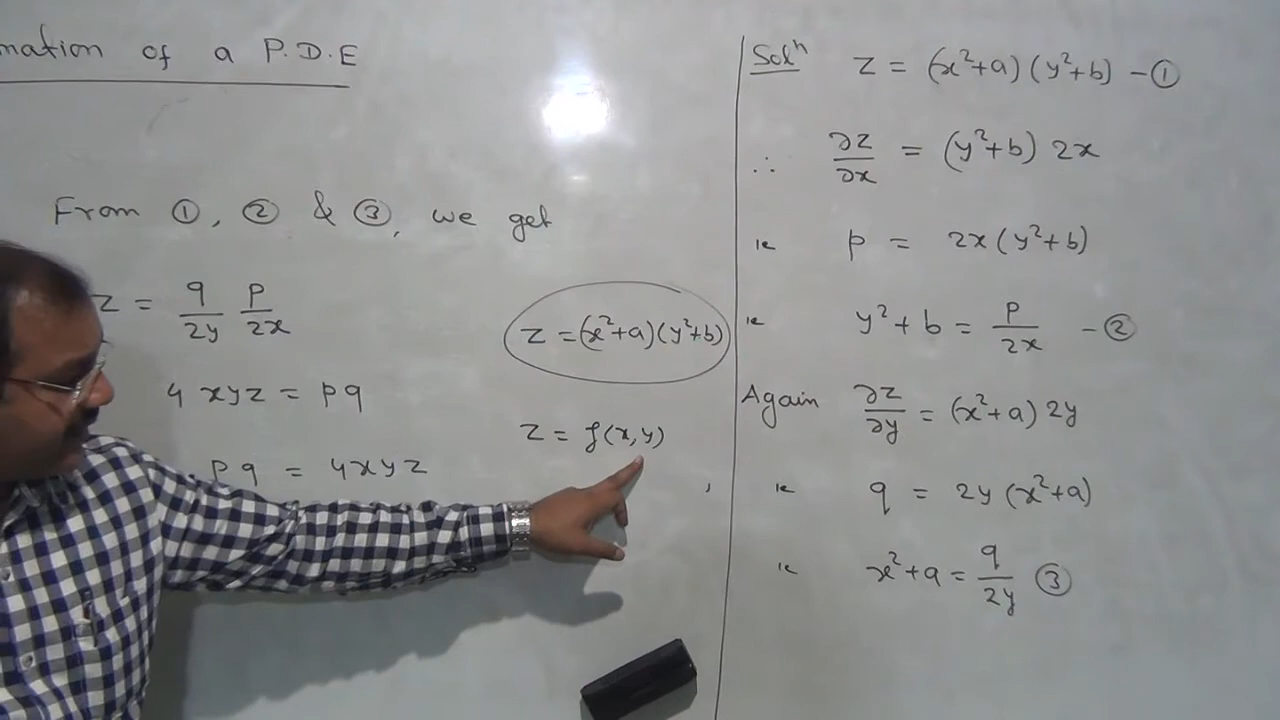 mation of a P.D.E
From ①, ② & ③, we get
z = q/2y p/2x
4xyz = pq
pq = 4xyz
z = (x²+a)(y²+b)
z = f(x,y)
Solⁿ z = (x²+a)(y²+b) - ①
∴ ∂z/∂x = (y²+b) 2x
ie p = 2x(y²+b)
ie y²+b = p/2x - ②
Again ∂z/∂y = (x²+a) 2y
, ie q = 2y(x²+a)
ie x²+a = q/2y ③